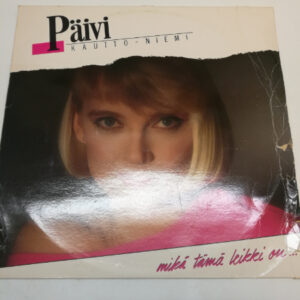 Päivi
KAUTTO-NIEMI
mikä tämä leikki on...